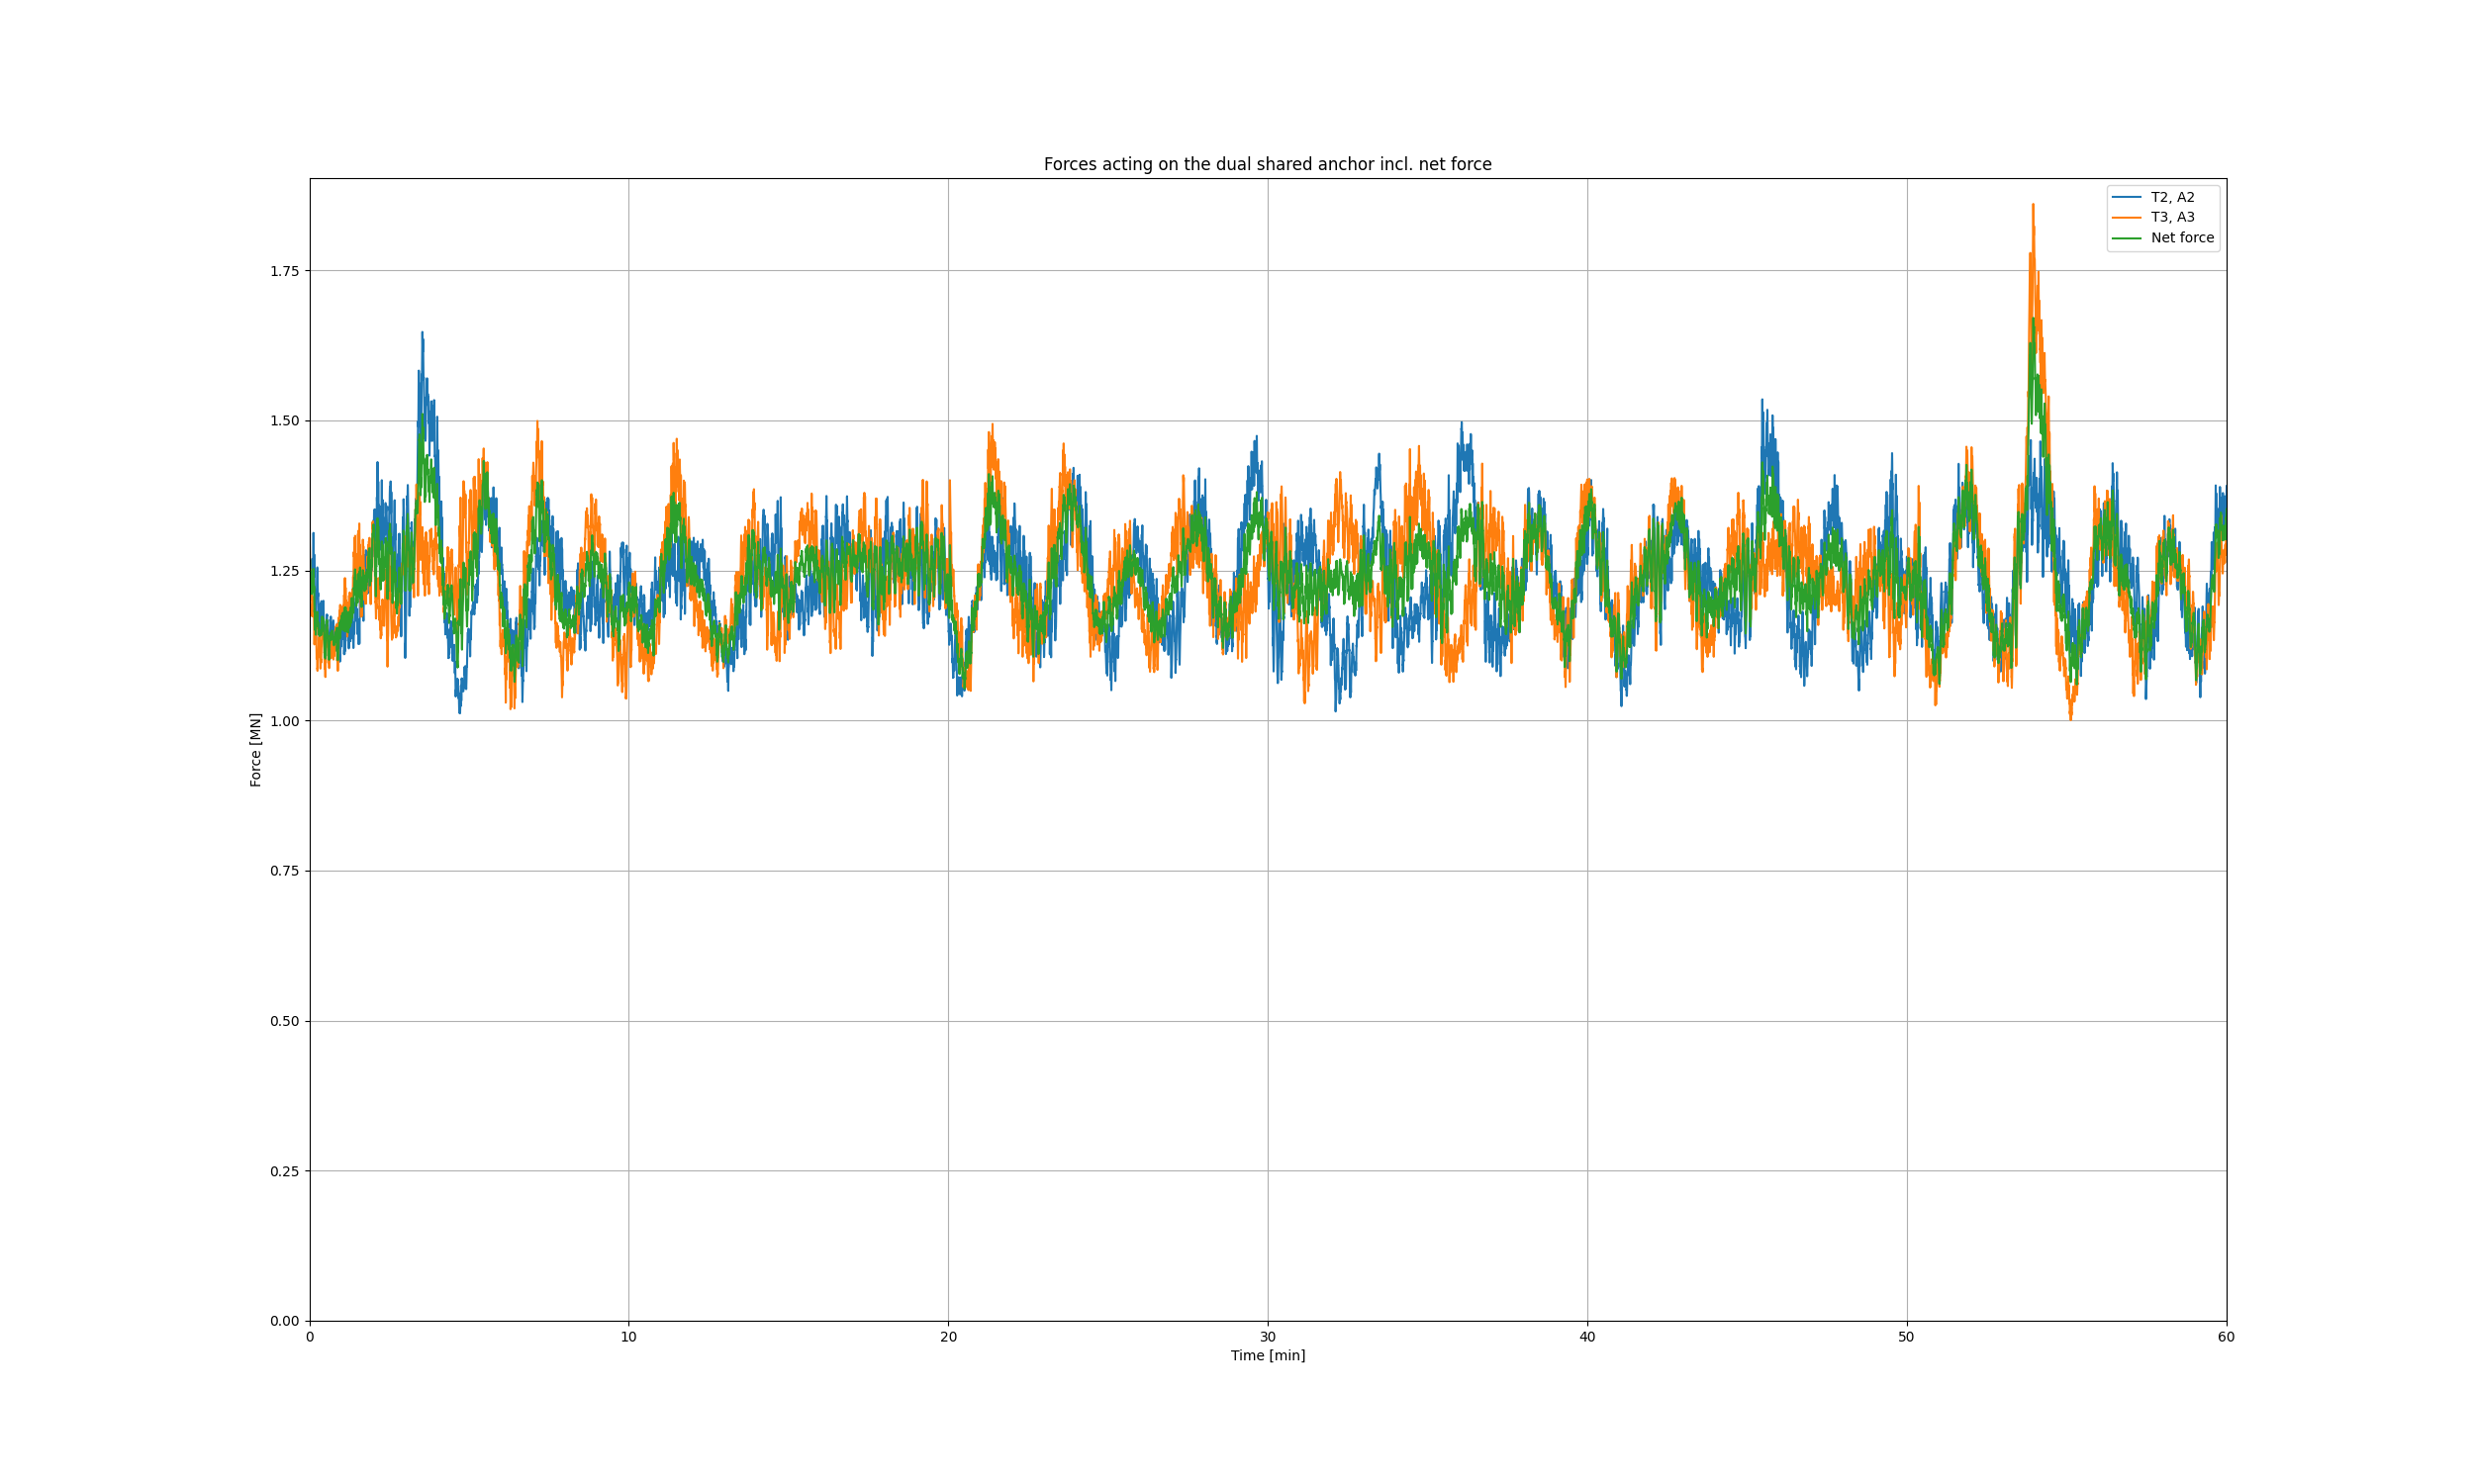 Forces acting on the dual shared anchor incl. net force
T2, A2
T3, A3
Net force
1.75
1.50
1.25
1.00
0.75
0.50
0.25
0.00
Force [MN]
0 10 20 30 40 50 60
Time [min]